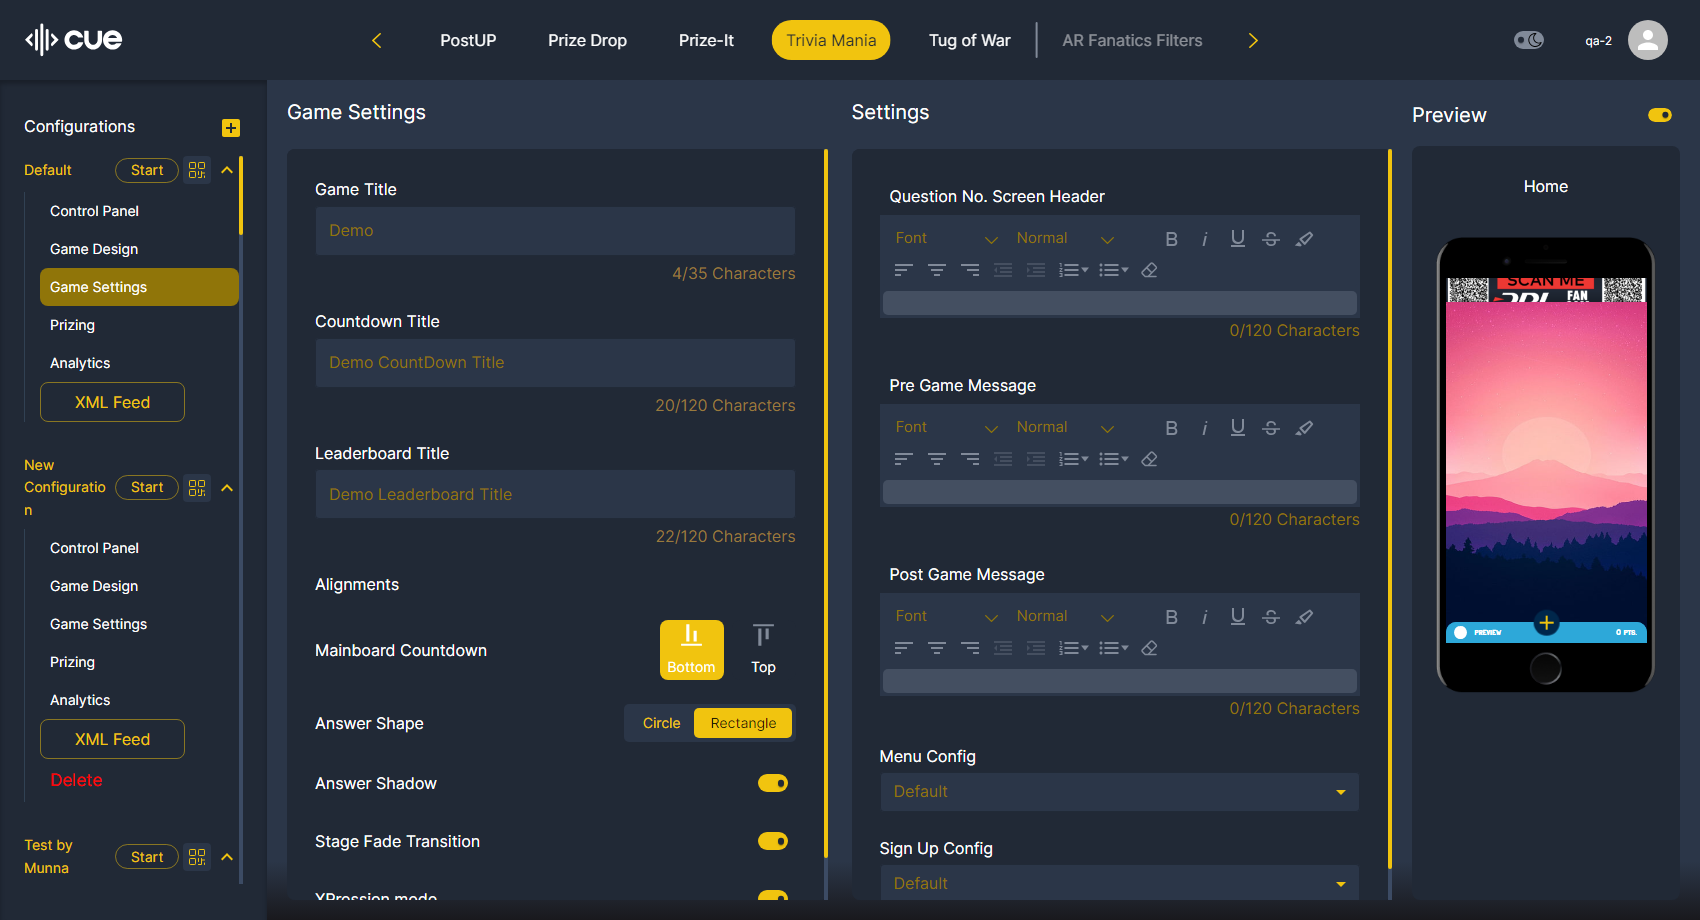 cue
PostUP
Prize Drop
Prize-It
Trivia Mania
Tug of War
AR Fanatics Filters
qa-2
Configurations
Default
Start
Control Panel
Game Design
Game Settings
Prizing
Analytics
XML Feed
New
Configuratio
n
Start
Control Panel
Game Design
Game Settings
Prizing
Analytics
XML Feed
Delete
Test by
Munna
Start
Game Settings
Game Title
Demo
4/35 Characters
Countdown Title
Demo CountDown Title
20/120 Characters
Leaderboard Title
Demo Leaderboard Title
22/120 Characters
Alignments
Mainboard Countdown
Bottom
Top
Answer Shape
Circle
Rectangle
Answer Shadow
Stage Fade Transition
XPression mode
Settings
Question No. Screen Header
Font
Normal
0/120 Characters
Pre Game Message
Font
Normal
0/120 Characters
Post Game Message
Font
Normal
0/120 Characters
Menu Config
Default
Sign Up Config
Default
Preview
Home
SCAN ME
FAN
PREVIEW
0 PTS.